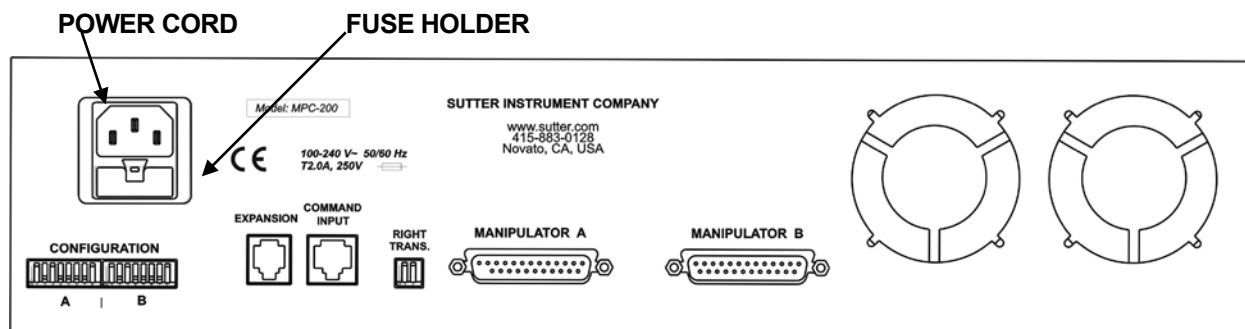 POWER CORD
FUSE HOLDER
Model: MPC-200
SUTTER INSTRUMENT COMPANY
www.sutter.com
415-883-0128
Novato, CA, USA
CE
100-240 V~ 50/60 Hz
T2.0A, 250V
EXPANSION
COMMAND
INPUT
RIGHT
TRANS.
MANIPULATOR A
MANIPULATOR B
CONFIGURATION
A | B